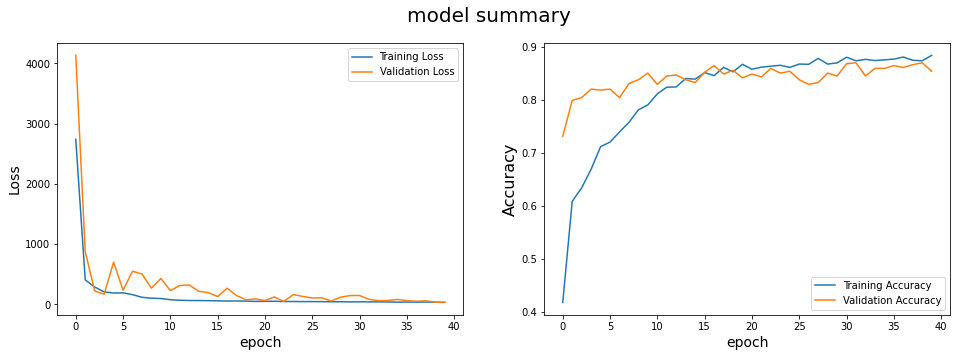 model summary
Loss
4000
3000
2000
1000
0
0 5 10 15 20 25 30 35 40
epoch
Training Loss
Validation Loss
Accuracy
0.9
0.8
0.7
0.6
0.5
0.4
0 5 10 15 20 25 30 35 40
epoch
Training Accuracy
Validation Accuracy